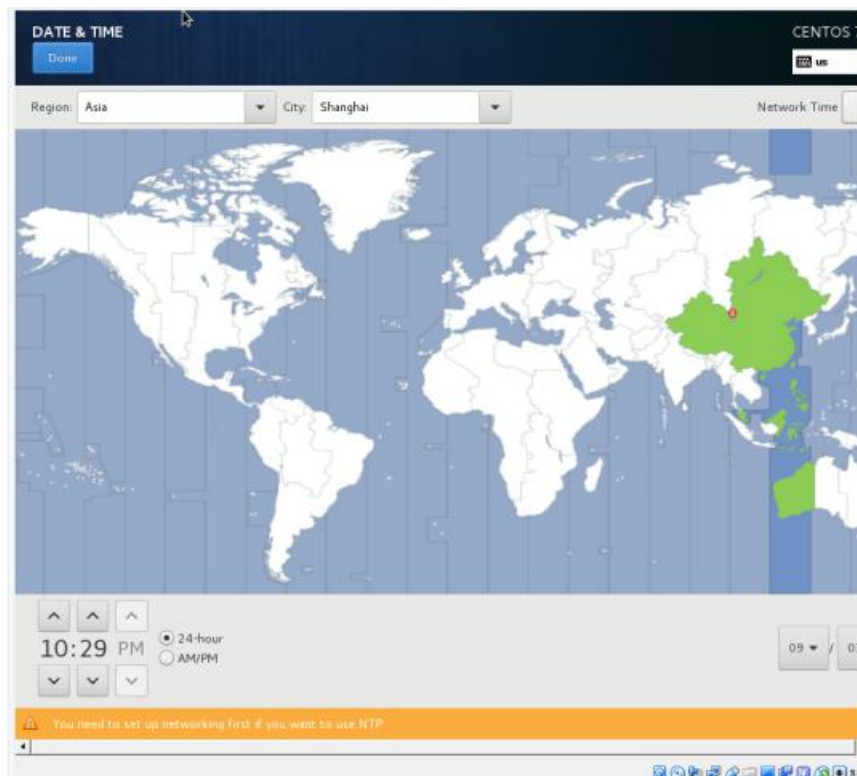 DATE & TIME
CENTOS 7
Done
us
Region: Asia
City: Shanghai
Network Time
10:29 PM
24-hour
AM/PM
09 /
You need to set up networking first if you want to use NTP